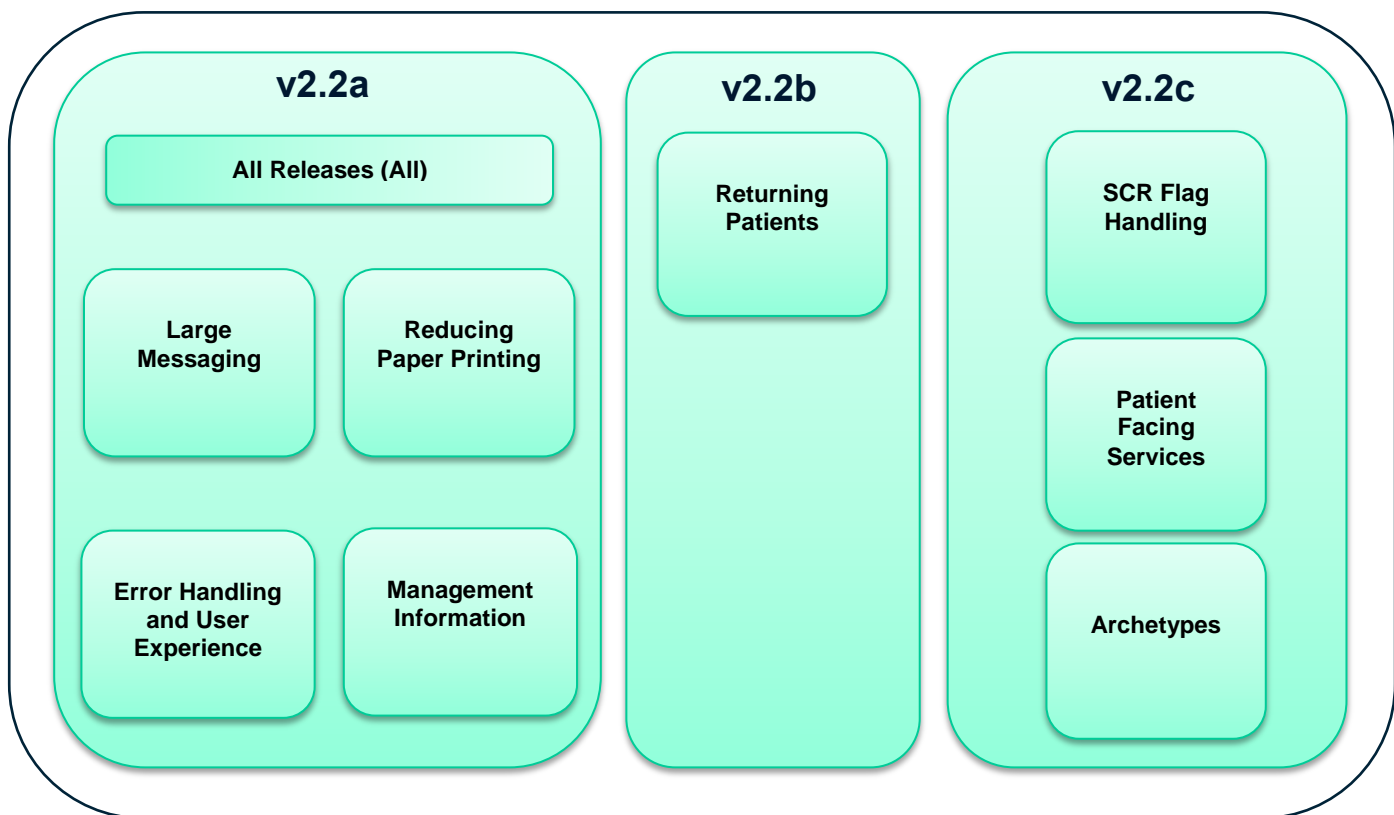 v2.2a
All Releases (All)
Large
Messaging
Reducing
Paper Printing
Error Handling
and User
Experience
Management
Information
v2.2b
Returning
Patients
v2.2c
SCR Flag
Handling
Patient
Facing
Services
Archetypes